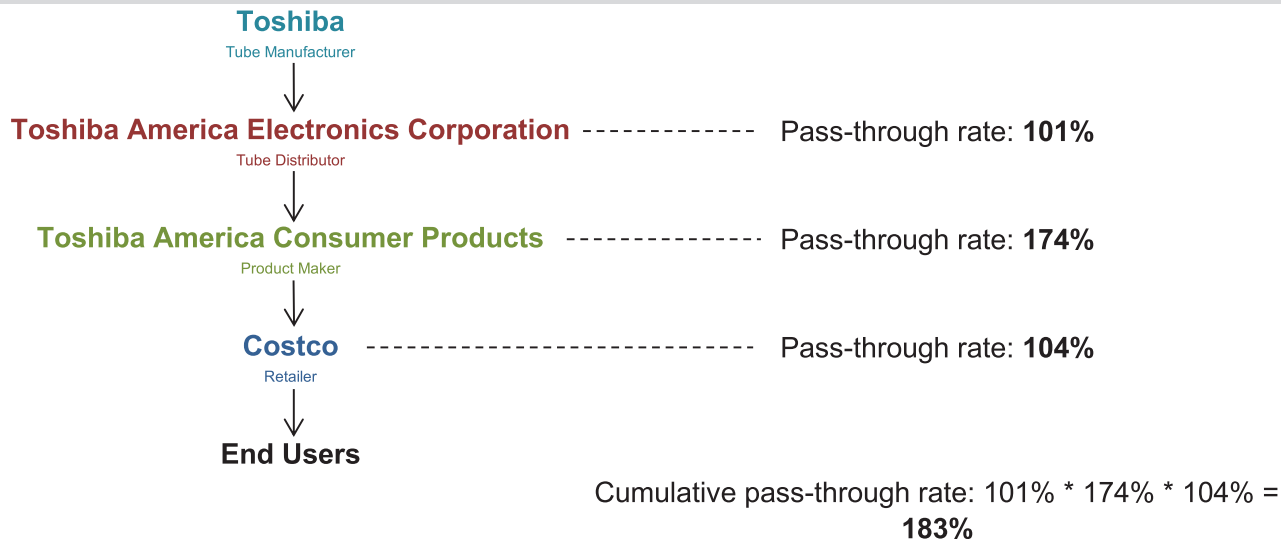 Toshiba
Tube Manufacturer
Toshiba America Electronics Corporation
Pass-through rate: 101%
Tube Distributor
Toshiba America Consumer Products
Pass-through rate: 174%
Product Maker
Costco
Pass-through rate: 104%
Retailer
End Users
Cumulative pass-through rate: 101% * 174% * 104% =
183%